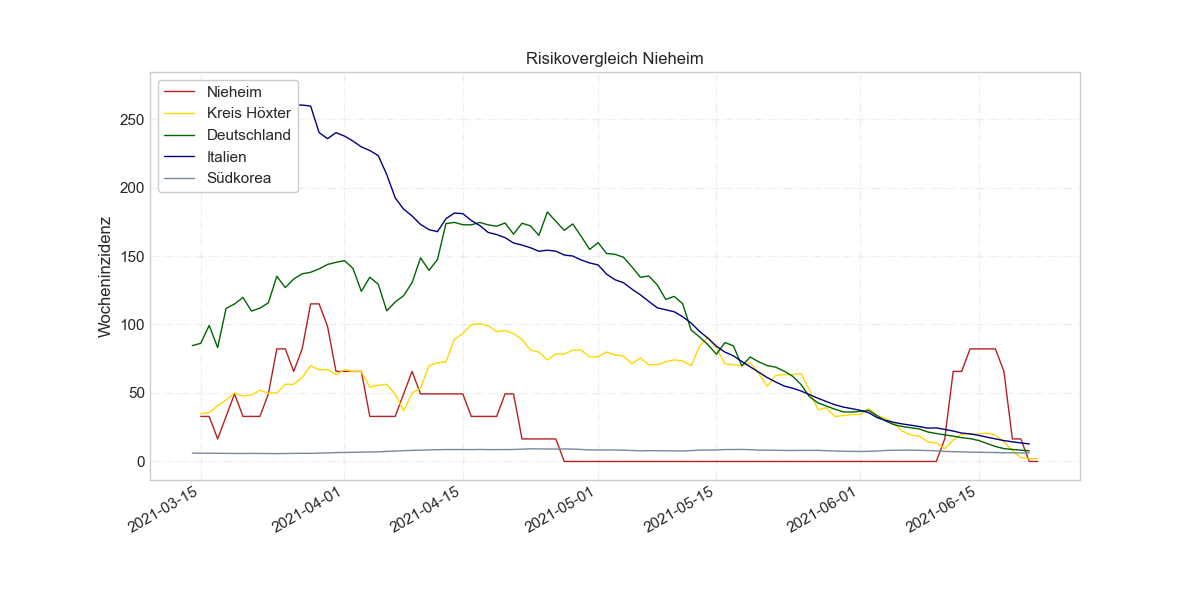 Risikovergleich Nieheim
Nieheim
Kreis Höxter
Deutschland
Italien
Südkorea
Wocheninzidenz
250
200
150
100
50
0
2021-03-15
2021-04-01
2021-04-15
2021-05-01
2021-05-15
2021-06-01
2021-06-15